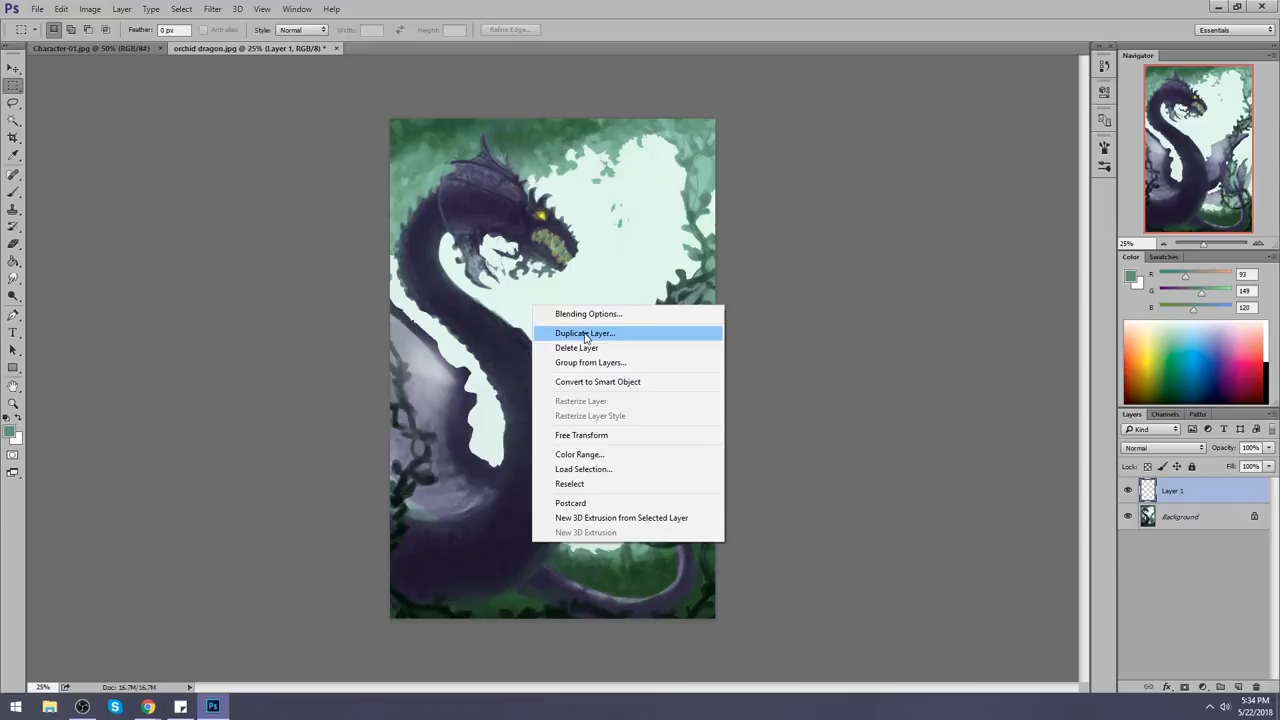 Ps File Edit Image Layer Type Select Filter 3D View Window Help
Feather: 0 px Anti-alias Style: Normal Width: Height: Refine Edge... Essentials
Character-01.jpg @ 50% (RGB/8#) × orchid dragon.jpg @ 25% (Layer 1, RGB/8) * ×
Navigator
25%
Color Swatches
R 93
G 149
B 120
Blending Options...
Duplicate Layer...
Delete Layer
Group from Layers...
Convert to Smart Object
Rasterize Layer
Rasterize Layer Style
Free Transform
Color Range...
Load Selection...
Reselect
Postcard
New 3D Extrusion from Selected Layer
New 3D Extrusion
Layers Channels Paths
Kind
Normal Opacity: 100%
Lock: Fill: 100%
Layer 1
Background
25% Doc: 16.7M/16.7M
Ps
5:34 PM
5/22/2018